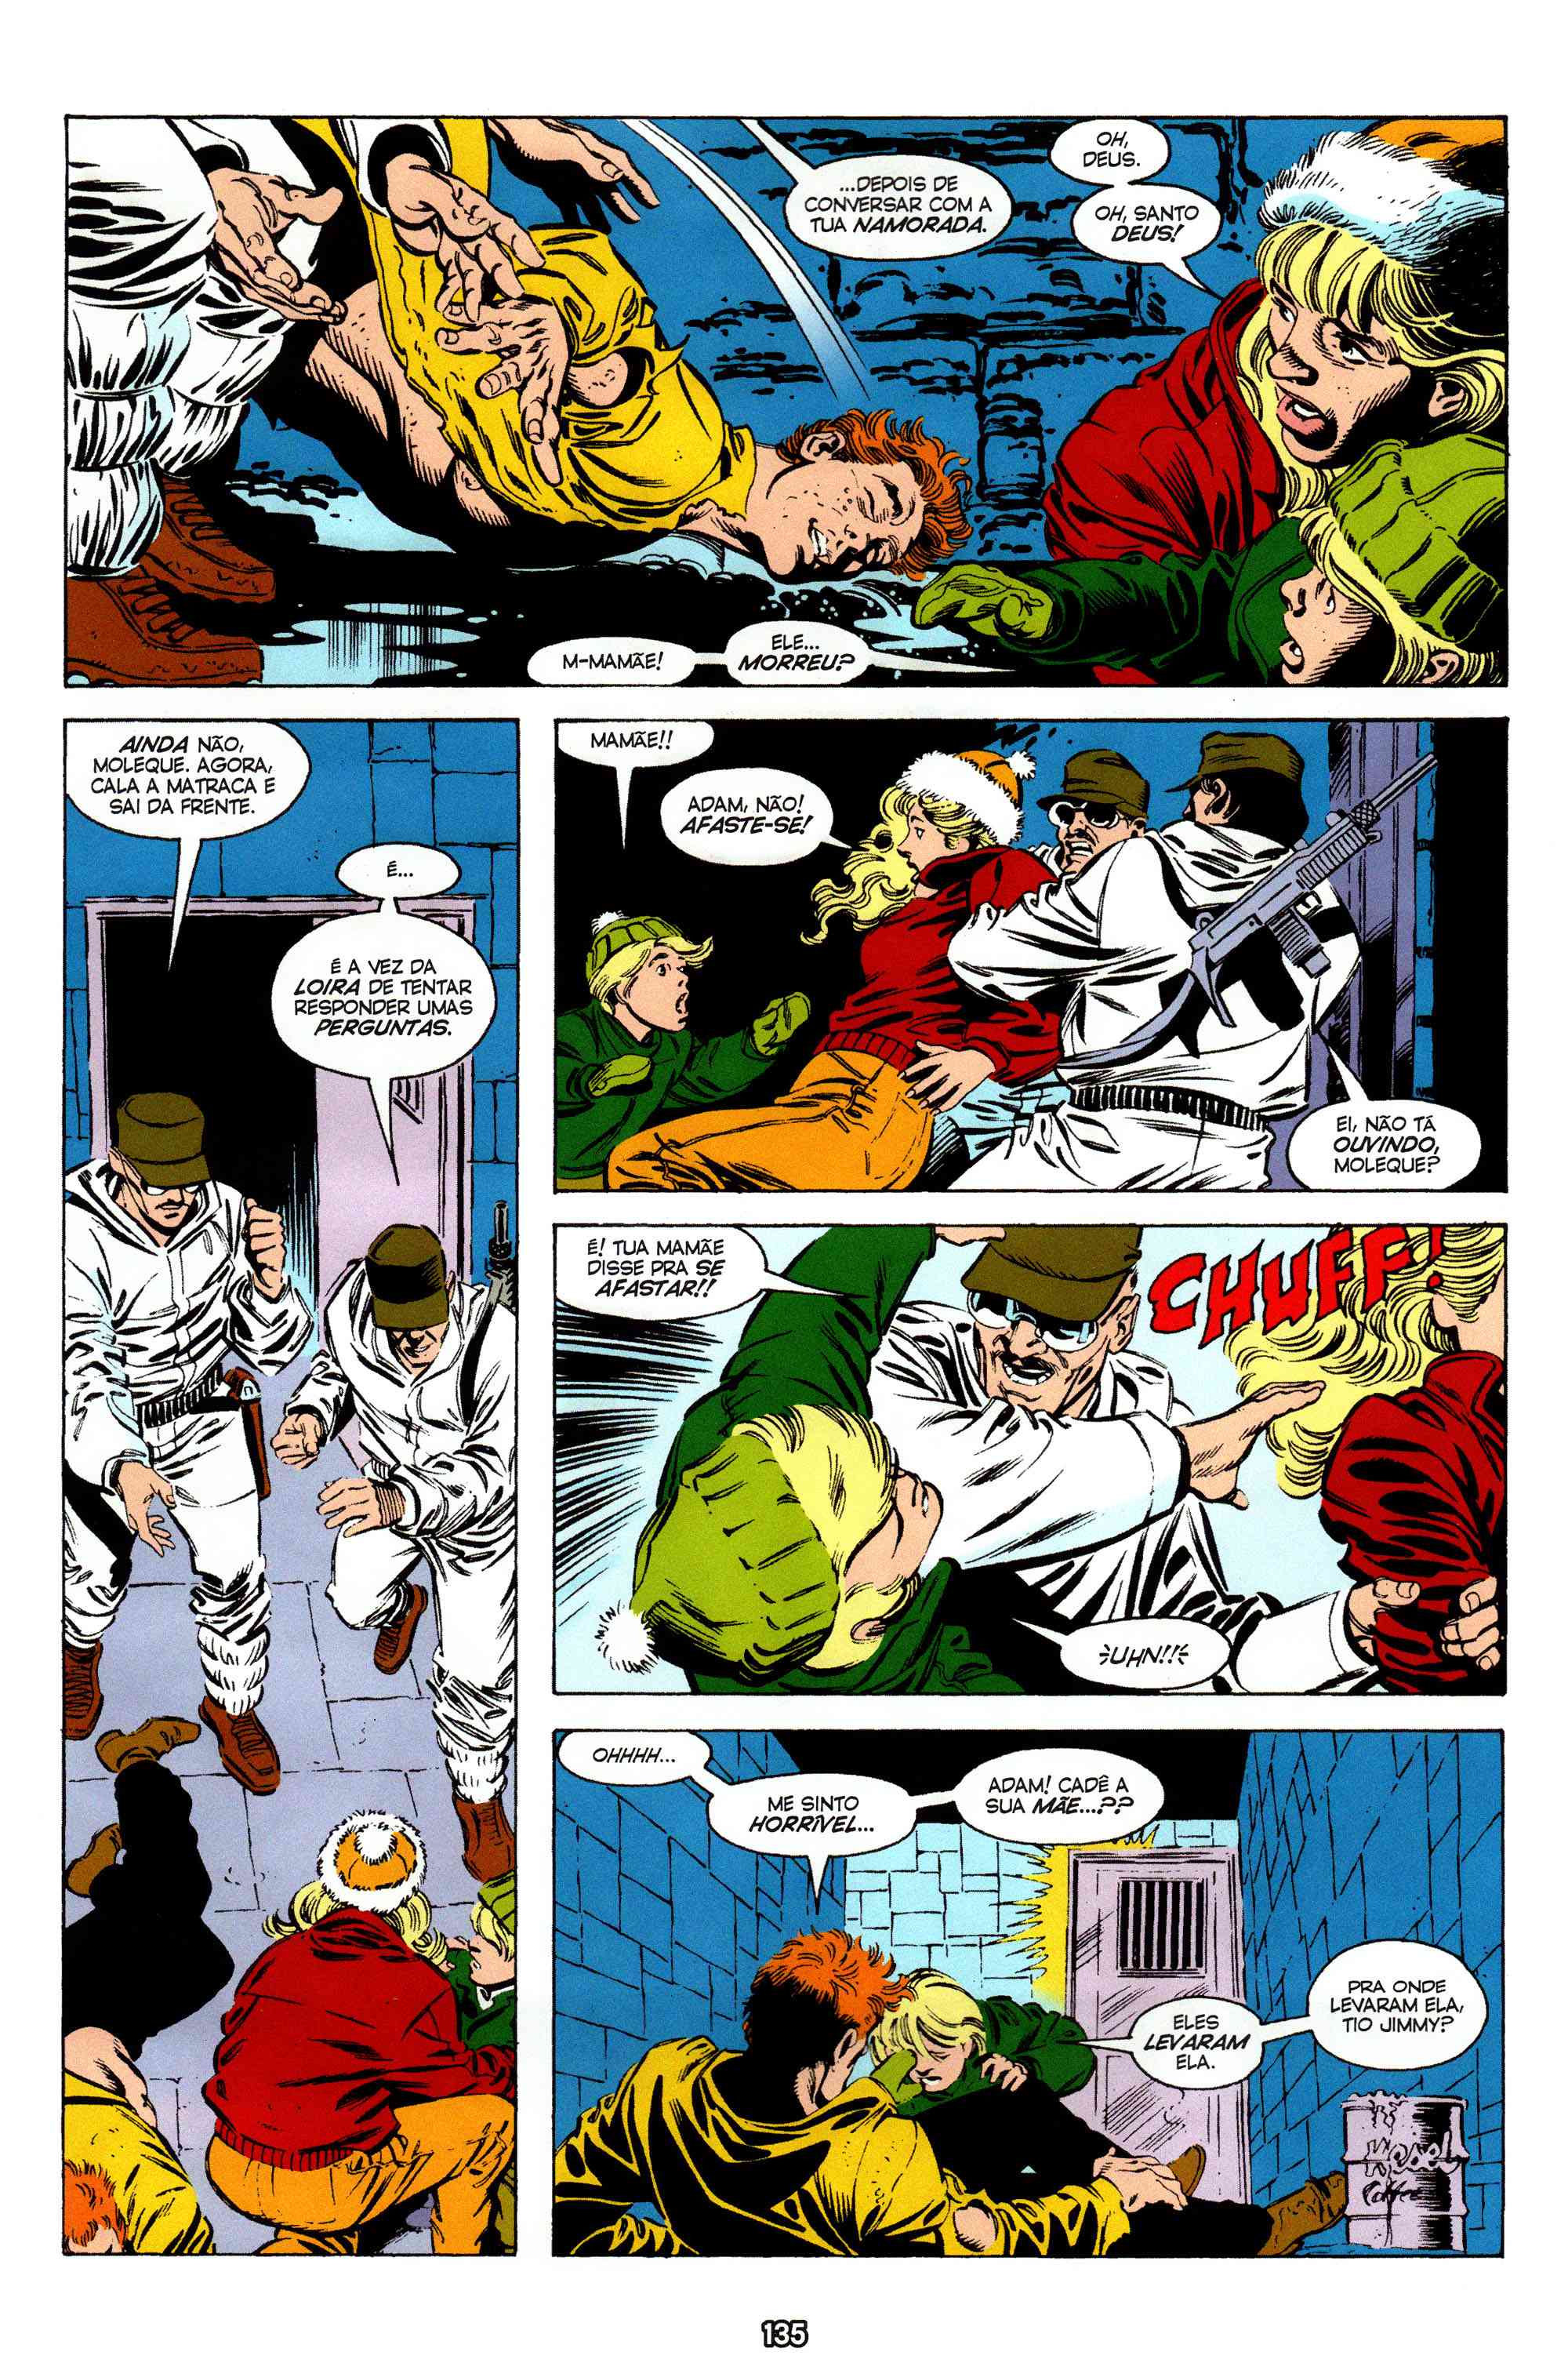 ...DEPOIS DE
CONVERSAR COM A
TUA NAMORADA.
OH,
DEUS.
OH, SANTO
DEUS!
M-MAMÃE!
ELE...
MORREU?
AINDA NÃO,
MOLEQUE. AGORA,
CALA A MATRACA E
SAI DA FRENTE.
É...
É A VEZ DA
LOIRA DE TENTAR
RESPONDER UMAS
PERGUNTAS.
MAMÃE!!
ADAM, NÃO!
AFASTE-SE!
EI, NÃO TÁ
OUVINDO,
MOLEQUE?
É! TUA MAMÃE
DISSE PRA SE
AFASTAR!!
CHUFF!
UHN!!
OHHHH...
ME SINTO
HORRÍVEL...
ADAM! CADÊ A
SUA MÃE...??
ELES
LEVARAM
ELA.
PRA ONDE
LEVARAM ELA,
TIO JIMMY?
Coffee
135